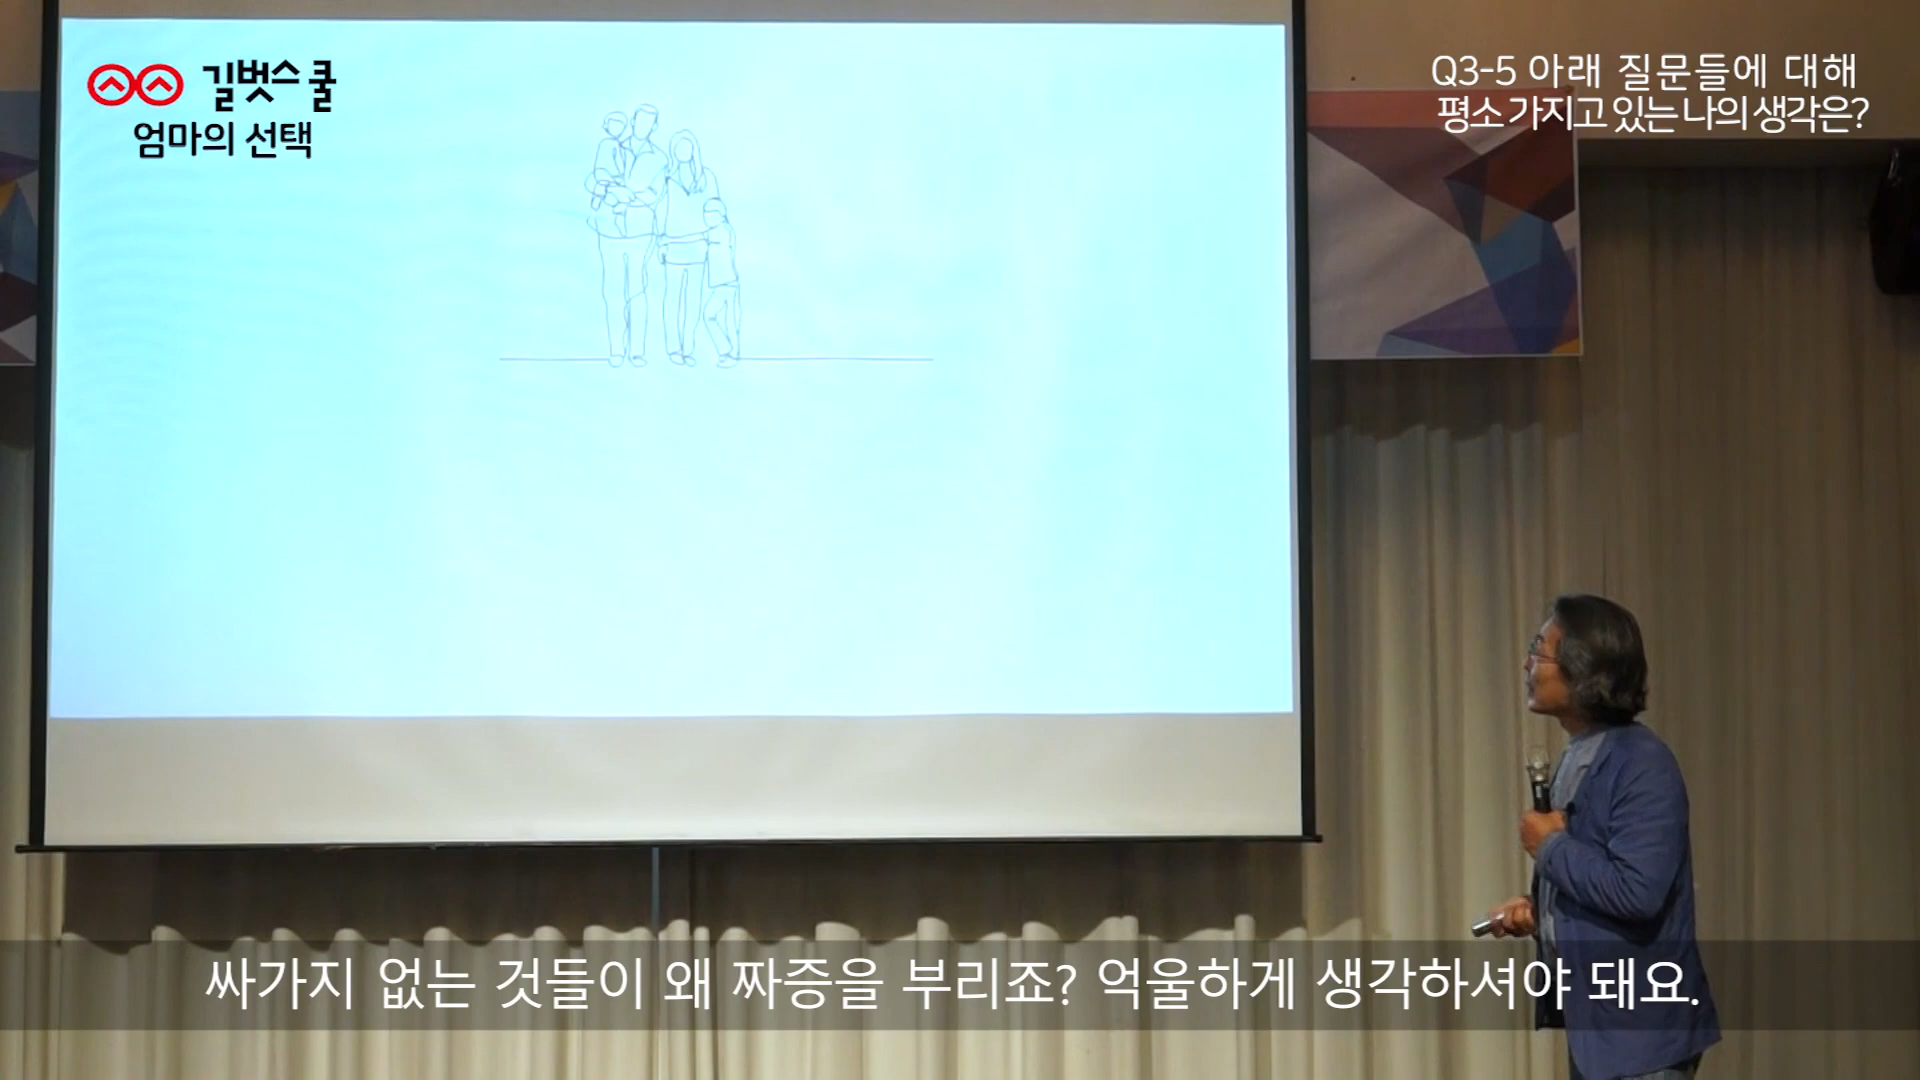 길벗스쿨
엄마의 선택
Q3-5 아래 질문들에 대해
평소 가지고 있는 나의 생각은?
싸가지 없는 것들이 왜 짜증을 부리죠? 억울하게 생각하셔야 돼요.